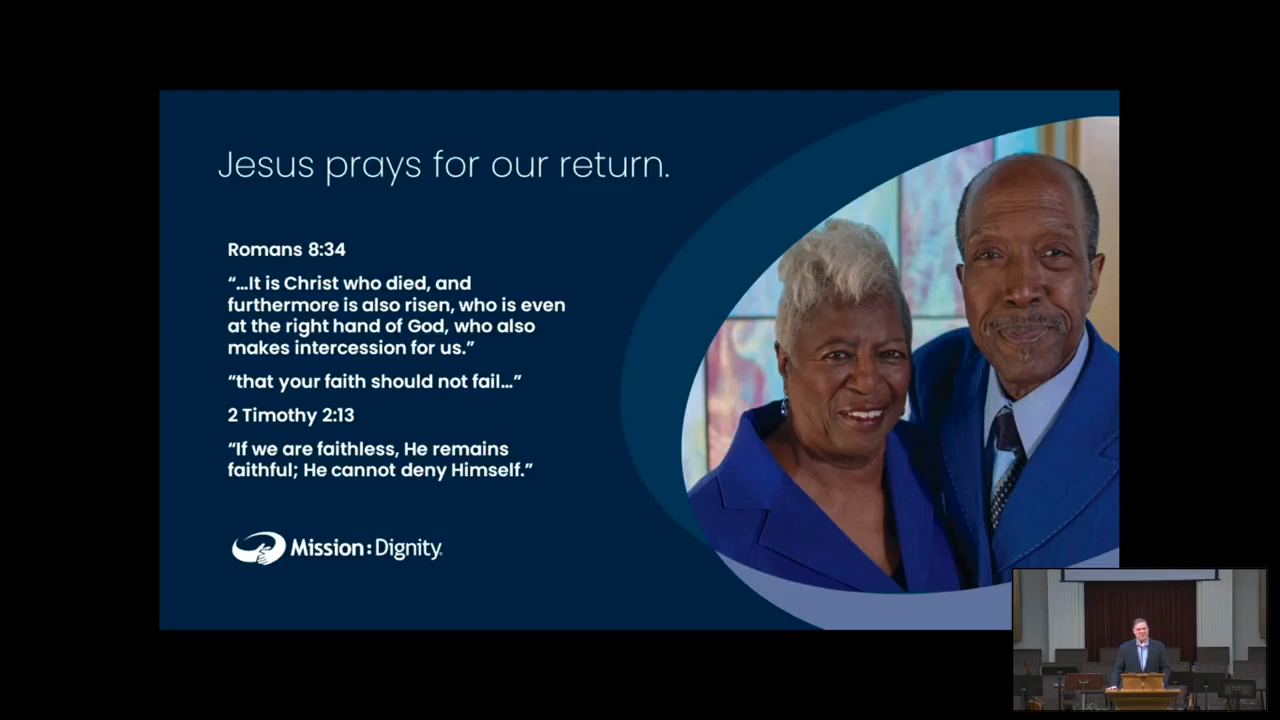 Jesus prays for our return.
Romans 8:34
“...It is Christ who died, and
furthermore is also risen, who is even
at the right hand of God, who also
makes intercession for us.”
“that your faith should not fail...”
2 Timothy 2:13
“If we are faithless, He remains
faithful; He cannot deny Himself.”
Mission:Dignity